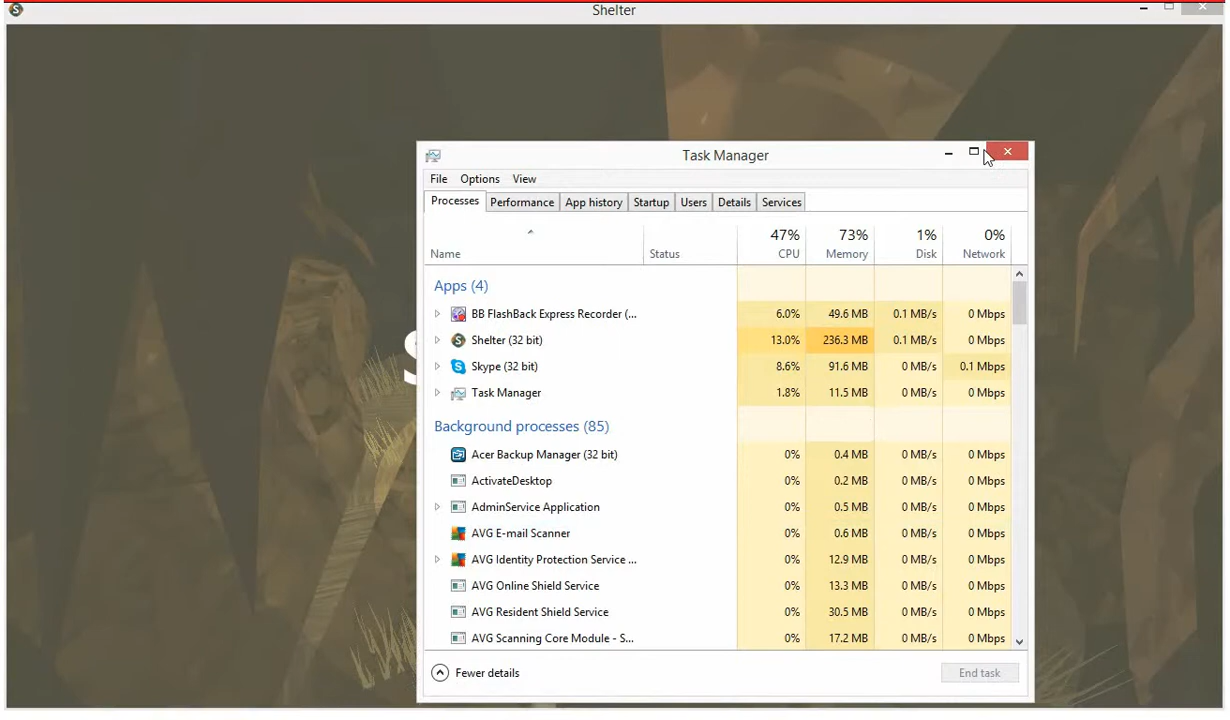 Shelter
Task Manager
File Options View
Processes Performance App history Startup Users Details Services
47% 73% 1% 0%
Name Status CPU Memory Disk Network
Apps (4)
BB FlashBack Express Recorder (... 6.0% 49.6 MB 0.1 MB/s 0 Mbps
Shelter (32 bit) 13.0% 236.3 MB 0.1 MB/s 0 Mbps
Skype (32 bit) 8.6% 91.6 MB 0 MB/s 0.1 Mbps
Task Manager 1.8% 11.5 MB 0 MB/s 0 Mbps
Background processes (85)
Acer Backup Manager (32 bit) 0% 0.4 MB 0 MB/s 0 Mbps
ActivateDesktop 0% 0.2 MB 0 MB/s 0 Mbps
AdminService Application 0% 0.5 MB 0 MB/s 0 Mbps
AVG E-mail Scanner 0% 0.6 MB 0 MB/s 0 Mbps
AVG Identity Protection Service ... 0% 12.9 MB 0 MB/s 0 Mbps
AVG Online Shield Service 0% 13.3 MB 0 MB/s 0 Mbps
AVG Resident Shield Service 0% 30.5 MB 0 MB/s 0 Mbps
AVG Scanning Core Module - S... 0% 17.2 MB 0 MB/s 0 Mbps
Fewer details End task